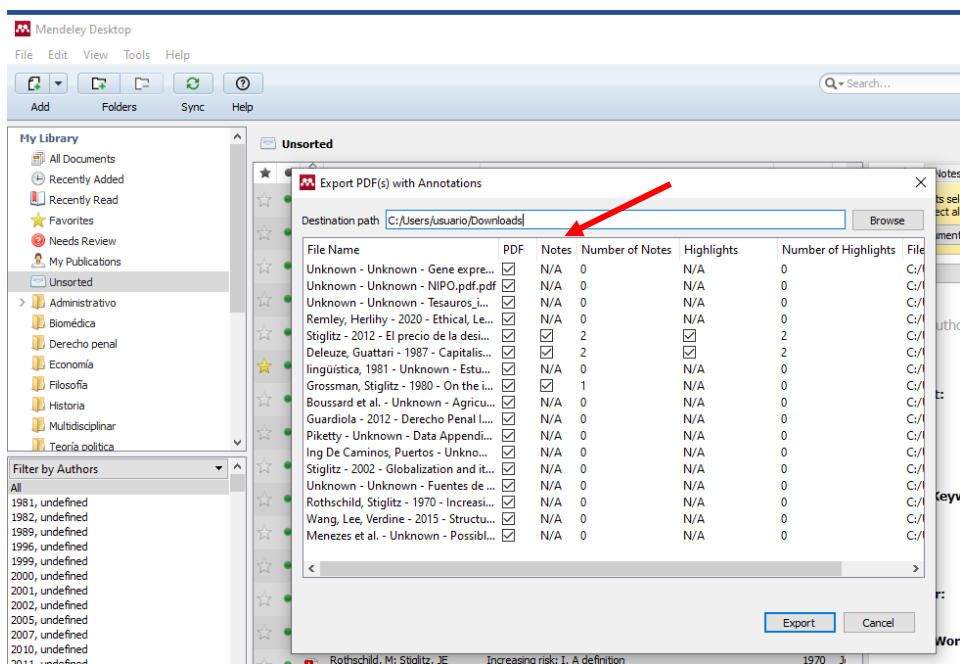 Mendeley Desktop
File Edit View Tools Help
Search...
Add Folders Sync Help
My Library
All Documents
Recently Added
Recently Read
Favorites
Needs Review
My Publications
Unsorted
Administrativo
Biomédica
Derecho penal
Economía
Filosofía
Historia
Multidisciplinar
Teoría politica
Filter by Authors
All
1981, undefined
1982, undefined
1989, undefined
1996, undefined
1999, undefined
2000, undefined
2001, undefined
2002, undefined
2005, undefined
2007, undefined
2010, undefined
2011, undefined
Unsorted
Export PDF(s) with Annotations
Destination path C:/Users/usuario/Downloads Browse
File Name PDF Notes Number of Notes Highlights Number of Highlights File
Unknown - Unknown - Gene expre... N/A 0 N/A 0 C:/
Unknown - Unknown - NIPO.pdf.pdf N/A 0 N/A 0 C:/
Unknown - Unknown - Tesauros_i... N/A 0 N/A 0 C:/
Remley, Herlihy - 2020 - Ethical, Le... N/A 0 N/A 0 C:/
Stiglitz - 2012 - El precio de la desi... 2 2 C:/
Deleuze, Guattari - 1987 - Capitalis... 2 2 C:/
lingüística, 1981 - Unknown - Estu... N/A 0 N/A 0 C:/
Grossman, Stiglitz - 1980 - On the i... 1 N/A 0 C:/
Boussard et al. - Unknown - Agricu... N/A 0 N/A 0 C:/
Guardiola - 2012 - Derecho Penal I.... N/A 0 N/A 0 C:/
Piketty - Unknown - Data Appendi... N/A 0 N/A 0 C:/
Ing De Caminos, Puertos - Unkno... N/A 0 N/A 0 C:/
Stiglitz - 2002 - Globalization and it... N/A 0 N/A 0 C:/
Unknown - Unknown - Fuentes de ... N/A 0 N/A 0 C:/
Rothschild, Stiglitz - 1970 - Increasi... N/A 0 N/A 0 C:/
Wang, Lee, Verdine - 2015 - Structu... N/A 0 N/A 0 C:/
Menezes et al. - Unknown - Possibl... N/A 0 N/A 0 C:/
Export Cancel
Rothschild, M; Stiglitz, JE Increasing risk: I. A definition 1970
Notes